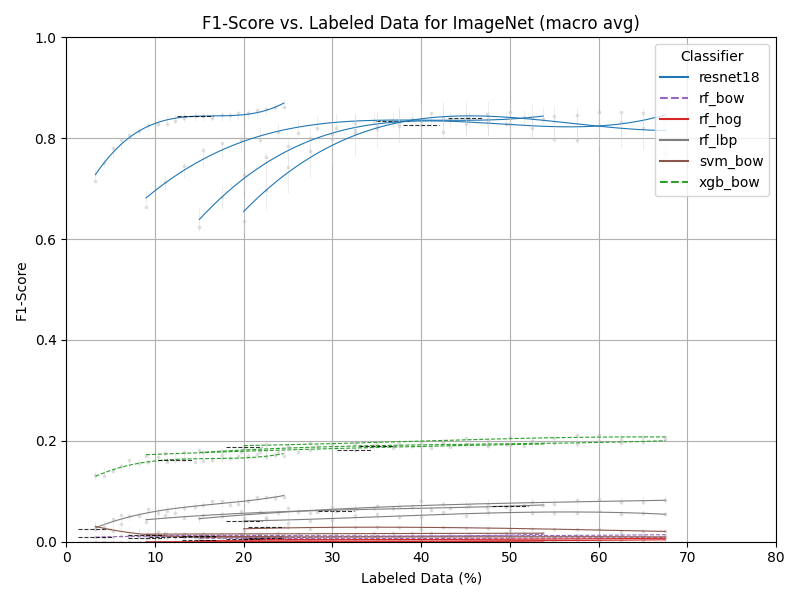 F1-Score vs. Labeled Data for ImageNet (macro avg)
1.0
0.8
0.6
0.4
0.2
0.0
F1-Score
Classifier
resnet18
rf_bow
rf_hog
rf_lbp
svm_bow
xgb_bow
0 10 20 30 40 50 60 70 80
Labeled Data (%)